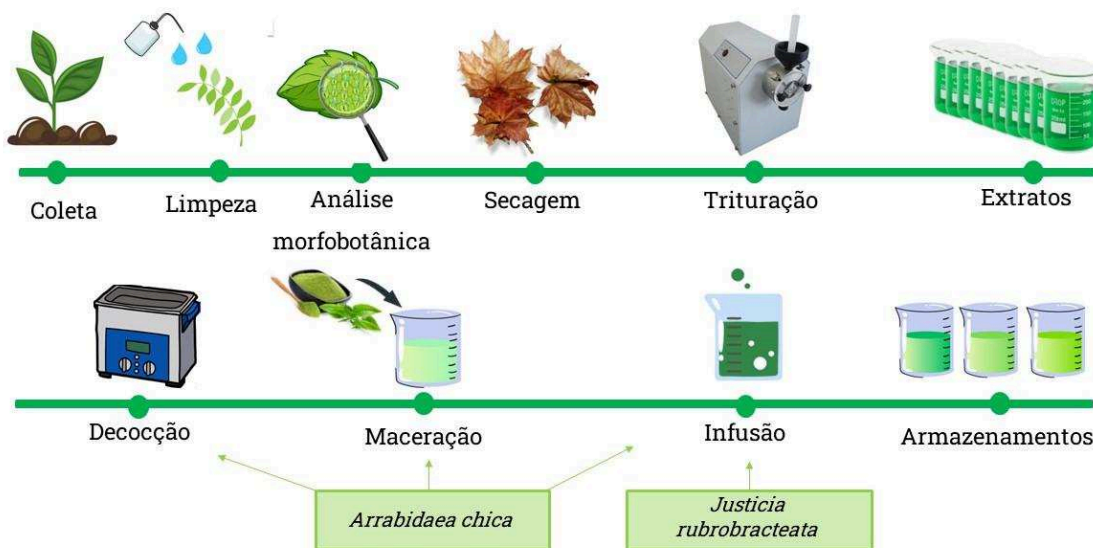 Coleta
Limpeza
Análise
morfobotânica
Secagem
Trituração
Extratos
Decocção
Maceração
Infusão
Armazenamentos
Arrabidaea chica
Justicia
rubrobracteata